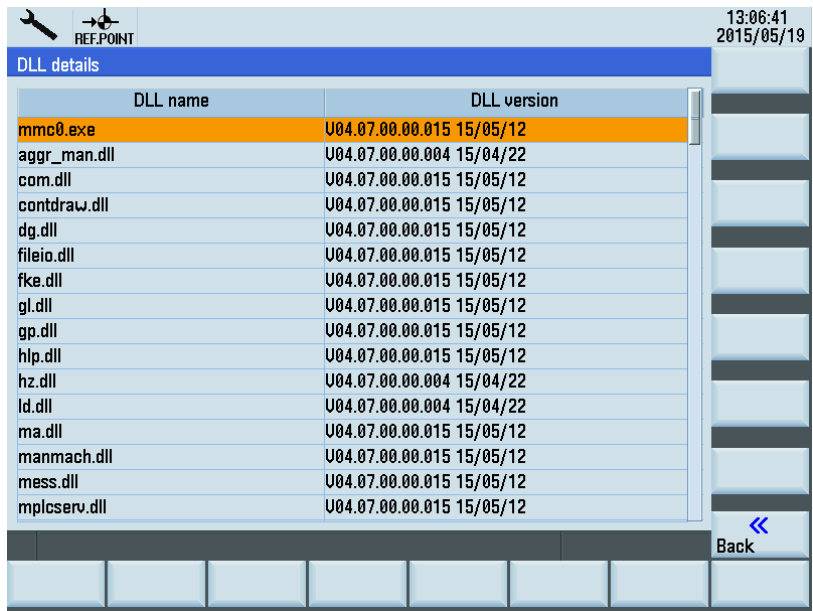 13:06:41
REF.POINT 2015/05/19
DLL details
DLL name DLL version
mmc0.exe V04.07.00.00.015 15/05/12
aggr_man.dll V04.07.00.00.004 15/04/22
com.dll V04.07.00.00.015 15/05/12
contdraw.dll V04.07.00.00.015 15/05/12
dg.dll V04.07.00.00.015 15/05/12
fileio.dll V04.07.00.00.015 15/05/12
fke.dll V04.07.00.00.015 15/05/12
gl.dll V04.07.00.00.015 15/05/12
gp.dll V04.07.00.00.015 15/05/12
hlp.dll V04.07.00.00.015 15/05/12
hz.dll V04.07.00.00.004 15/04/22
ld.dll V04.07.00.00.004 15/04/22
ma.dll V04.07.00.00.015 15/05/12
manmach.dll V04.07.00.00.015 15/05/12
mess.dll V04.07.00.00.015 15/05/12
mplcserv.dll V04.07.00.00.015 15/05/12
Back